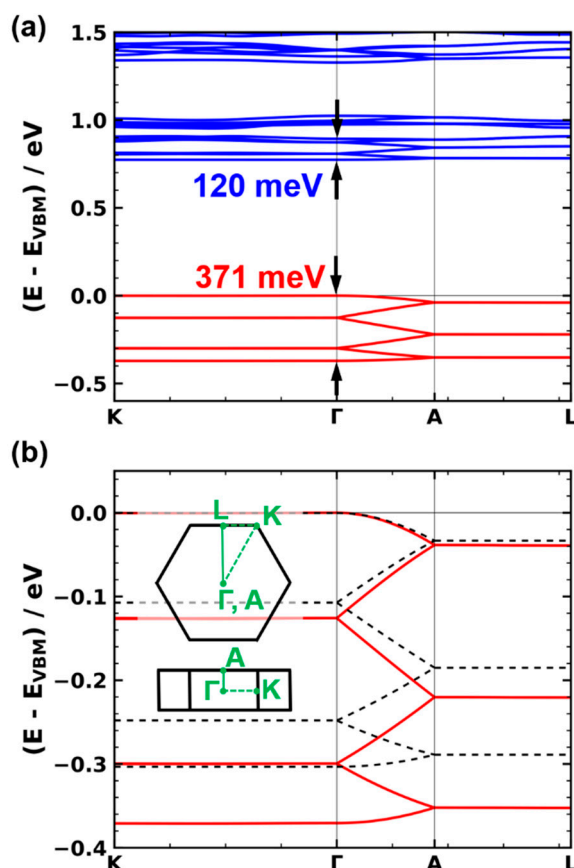 (a)
1.5
1.0
0.5
0.0
−0.5
(E - EVBM) / eV
120 meV
371 meV
K Γ A L
(b)
0.0
−0.1
−0.2
−0.3
−0.4
(E - EVBM) / eV
L K
Γ, A
A
Γ K
K Γ A L